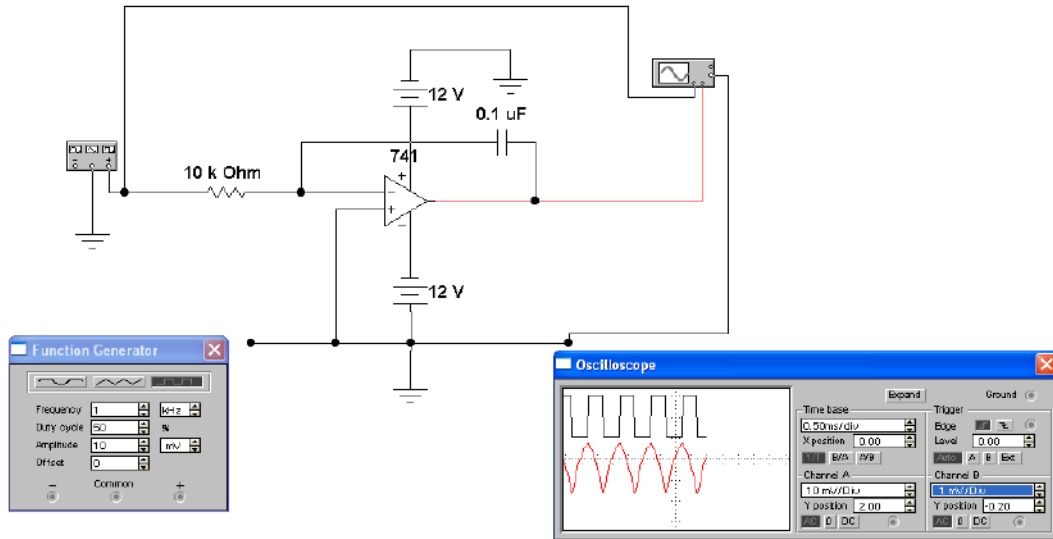 12 V
0.1 uF
741
10 k Ohm
+
−
+
−
12 V
Function Generator
Frequency 1 kHz
Duty cycle 50 %
Amplitude 10 mV
Offset 0
− Common +
Oscilloscope
Expand Ground
Time base
0.50ms/div
X position 0.00
Y/T B/A A/B
Trigger
Edge
Level 0.00
Auto A B Ext
Channel A
10 mV/Div
Y position 2.00
AC 0 DC
Channel B
1 mV/Div
Y position -0.20
AC 0 DC